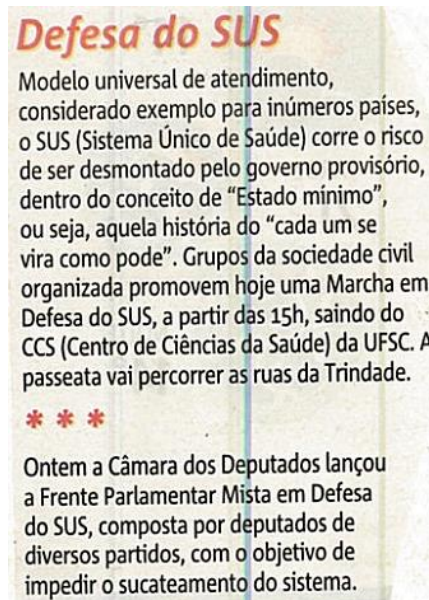 Defesa do SUS
Modelo universal de atendimento,
considerado exemplo para inúmeros países,
o SUS (Sistema Único de Saúde) corre o risco
de ser desmontado pelo governo provisório,
dentro do conceito de “Estado mínimo”,
ou seja, aquela história do “cada um se
vira como pode”. Grupos da sociedade civil
organizada promovem hoje uma Marcha em
Defesa do SUS, a partir das 15h, saindo do
CCS (Centro de Ciências da Saúde) da UFSC. A
passeata vai percorrer as ruas da Trindade.
* * *
Ontem a Câmara dos Deputados lançou
a Frente Parlamentar Mista em Defesa
do SUS, composta por deputados de
diversos partidos, com o objetivo de
impedir o sucateamento do sistema.